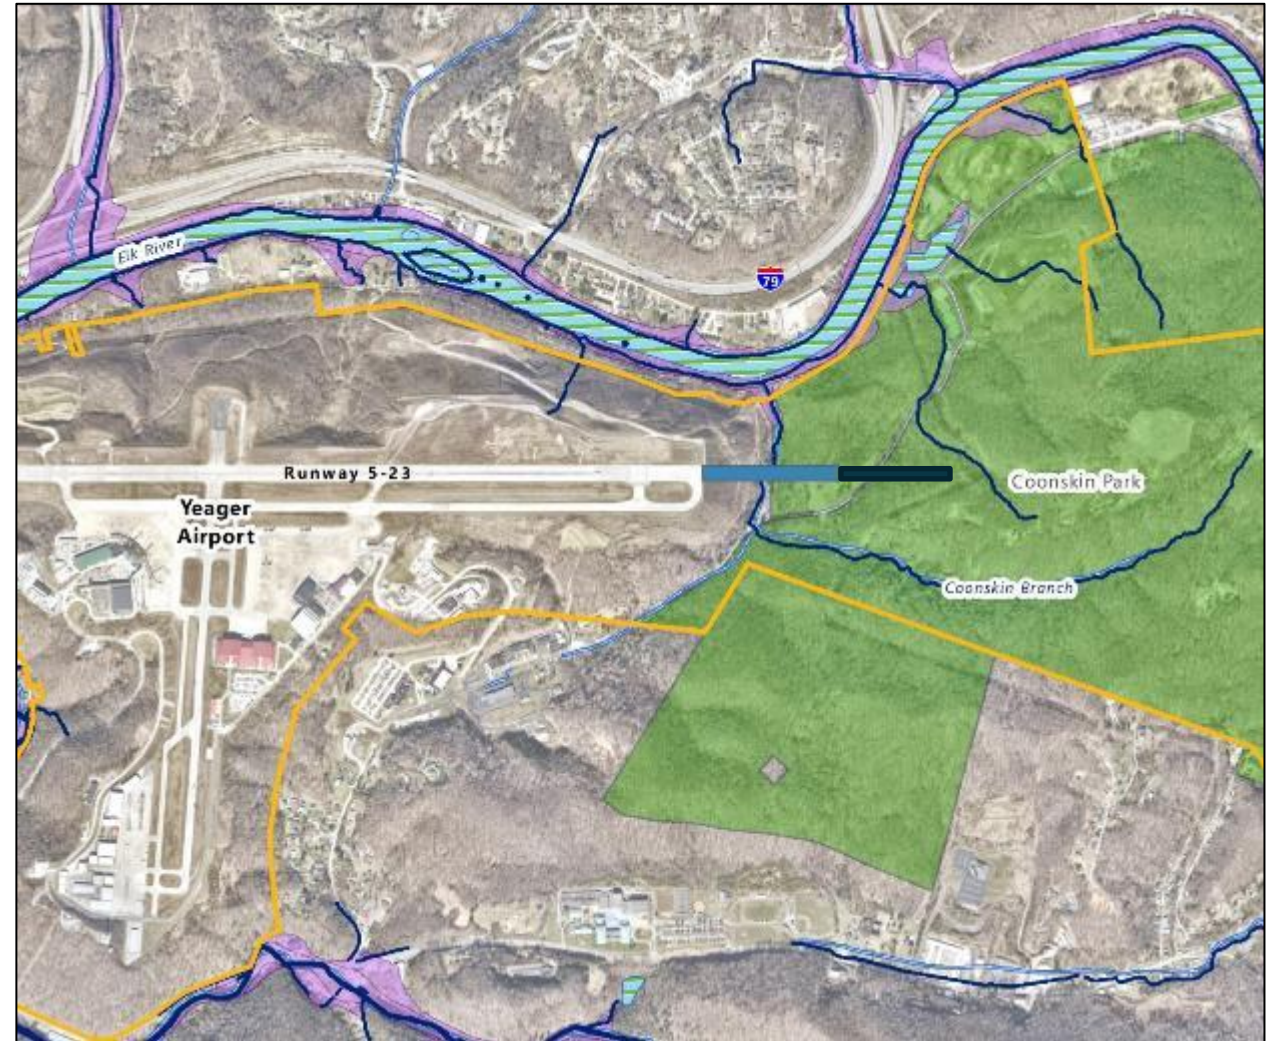 Elk River
79
Runway 5-23
Yeager
Airport
Coonskin Park
Coonskin Branch